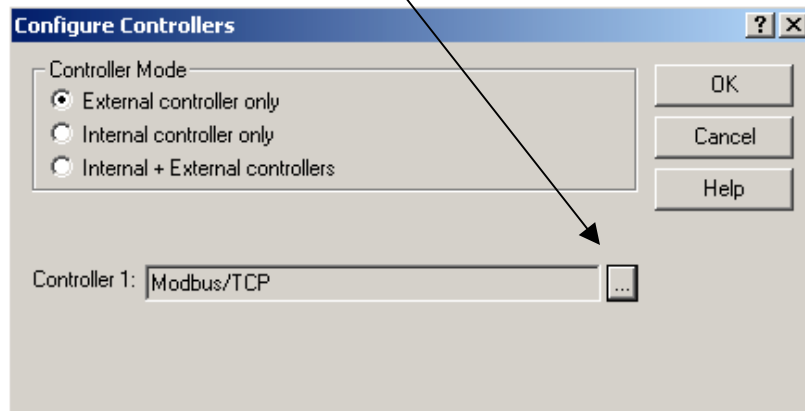 Configure Controllers
? ×
Controller Mode
External controller only
Internal controller only
Internal + External controllers
OK
Cancel
Help
Controller 1: Modbus/TCP ...